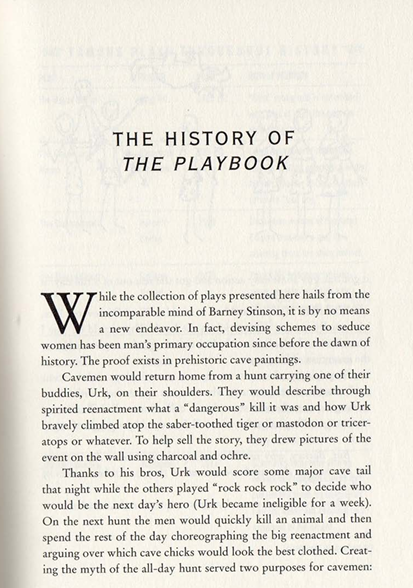 THE HISTORY OF
THE PLAYBOOK
While the collection of plays presented here hails from the
incomparable mind of Barney Stinson, it is by no means
a new endeavor. In fact, devising schemes to seduce
women has been man's primary occupation since before the dawn of
history. The proof exists in prehistoric cave paintings.
Cavemen would return home from a hunt carrying one of their
buddies, Urk, on their shoulders. They would describe through
spirited reenactment what a “dangerous” kill it was and how Urk
bravely climbed atop the saber-toothed tiger or mastodon or tricer-
atops or whatever. To help sell the story, they drew pictures of the
event on the wall using charcoal and ochre.
Thanks to his bros, Urk would score some major cave tail
that night while the others played “rock rock rock” to decide who
would be the next day's hero (Urk became ineligible for a week).
On the next hunt the men would quickly kill an animal and then
spend the rest of the day choreographing the big reenactment and
arguing over which cave chicks would look the best clothed. Creat-
ing the myth of the all-day hunt served two purposes for cavemen: